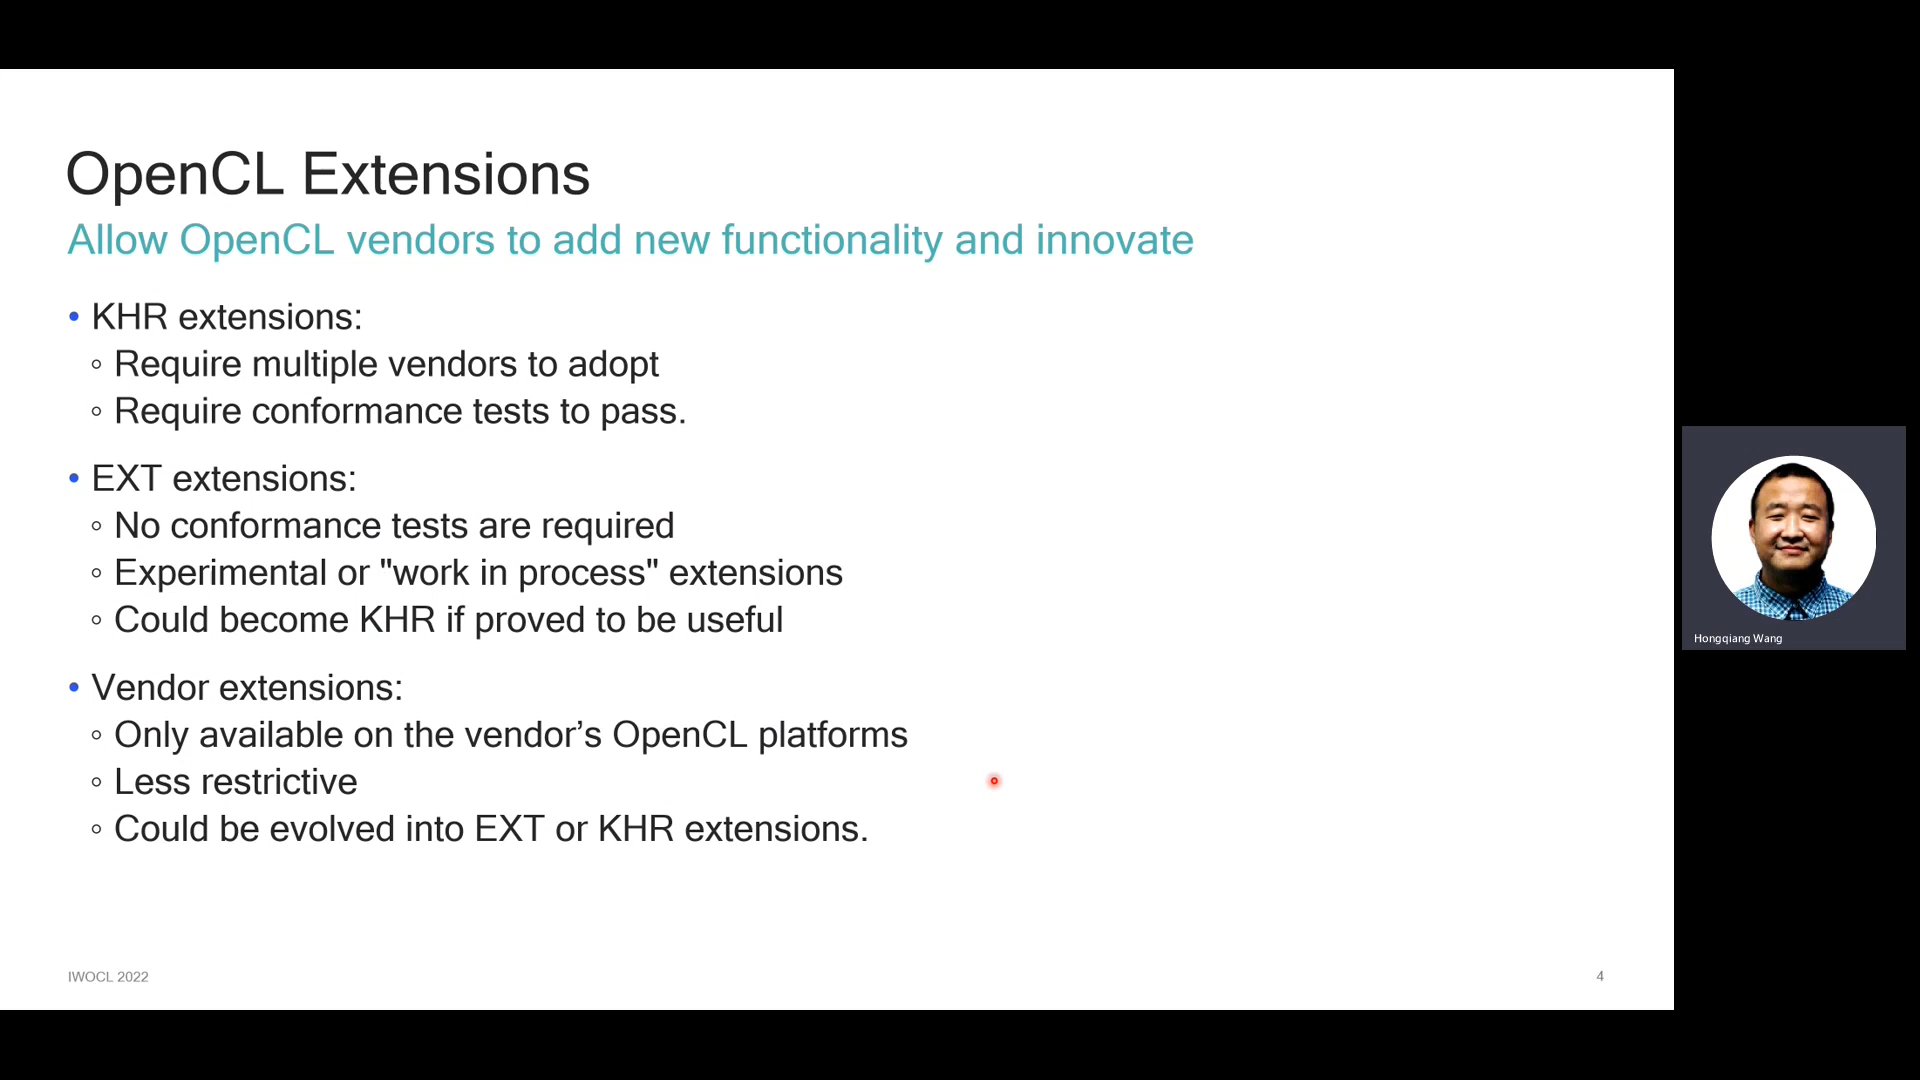 OpenCL Extensions
Allow OpenCL vendors to add new functionality and innovate
• KHR extensions:
◦ Require multiple vendors to adopt
◦ Require conformance tests to pass.
• EXT extensions:
◦ No conformance tests are required
◦ Experimental or "work in process" extensions
◦ Could become KHR if proved to be useful
• Vendor extensions:
◦ Only available on the vendor’s OpenCL platforms
◦ Less restrictive
◦ Could be evolved into EXT or KHR extensions.
IWOCL 2022
4
Hongqiang Wang